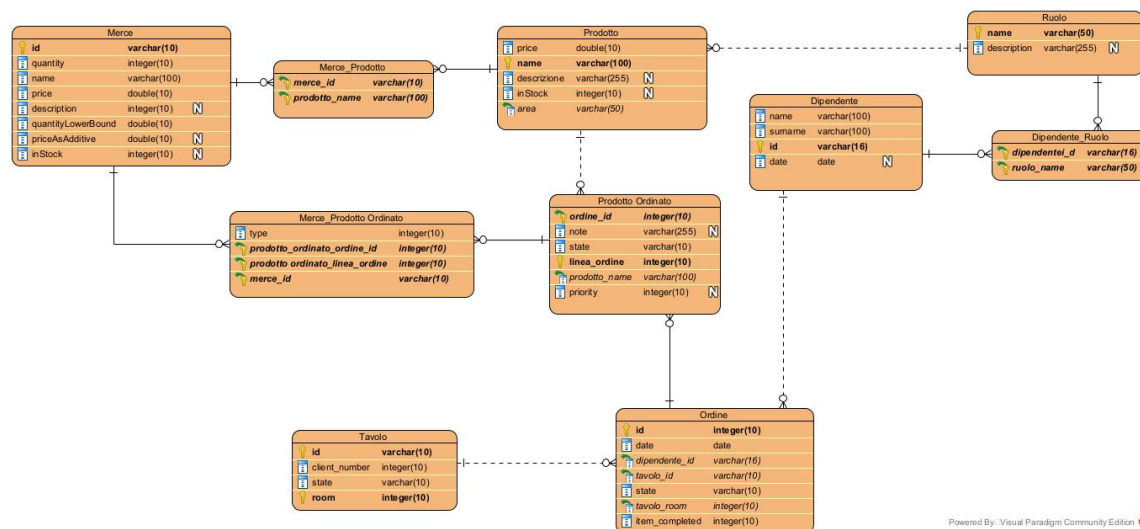 Merce
id varchar(10)
quantity integer(10)
name varchar(100)
price double(10)
description integer(10) N
quantityLowerBound double(10)
priceAsAdditive double(10) N
inStock integer(10) N
Merce_Prodotto
merce_id varchar(10)
prodotto_name varchar(100)
Prodotto
price double(10)
name varchar(100)
descrizione varchar(255) N
inStock integer(10) N
area varchar(50)
Ruolo
name varchar(50)
description varchar(255) N
Dipendente
name varchar(100)
surname varchar(100)
id varchar(16)
date date N
Dipendente_Ruolo
dipendentei_d varchar(16)
ruolo_name varchar(50)
Merce_Prodotto Ordinato
type integer(10)
prodotto_ordinato_ordine_id integer(10)
prodotto ordinato_linea_ordine integer(10)
merce_id varchar(10)
Prodotto Ordinato
ordine_id integer(10)
note varchar(255) N
state varchar(10)
linea_ordine integer(10)
prodotto_name varchar(100)
priority integer(10) N
Tavolo
id varchar(10)
client_number integer(10)
state varchar(10)
room integer(10)
Ordine
id integer(10)
date date
dipendente_id varchar(16)
tavolo_id varchar(10)
state varchar(10)
tavolo_room integer(10)
item_completed integer(10)
Powered By Visual Paradigm Community Edition